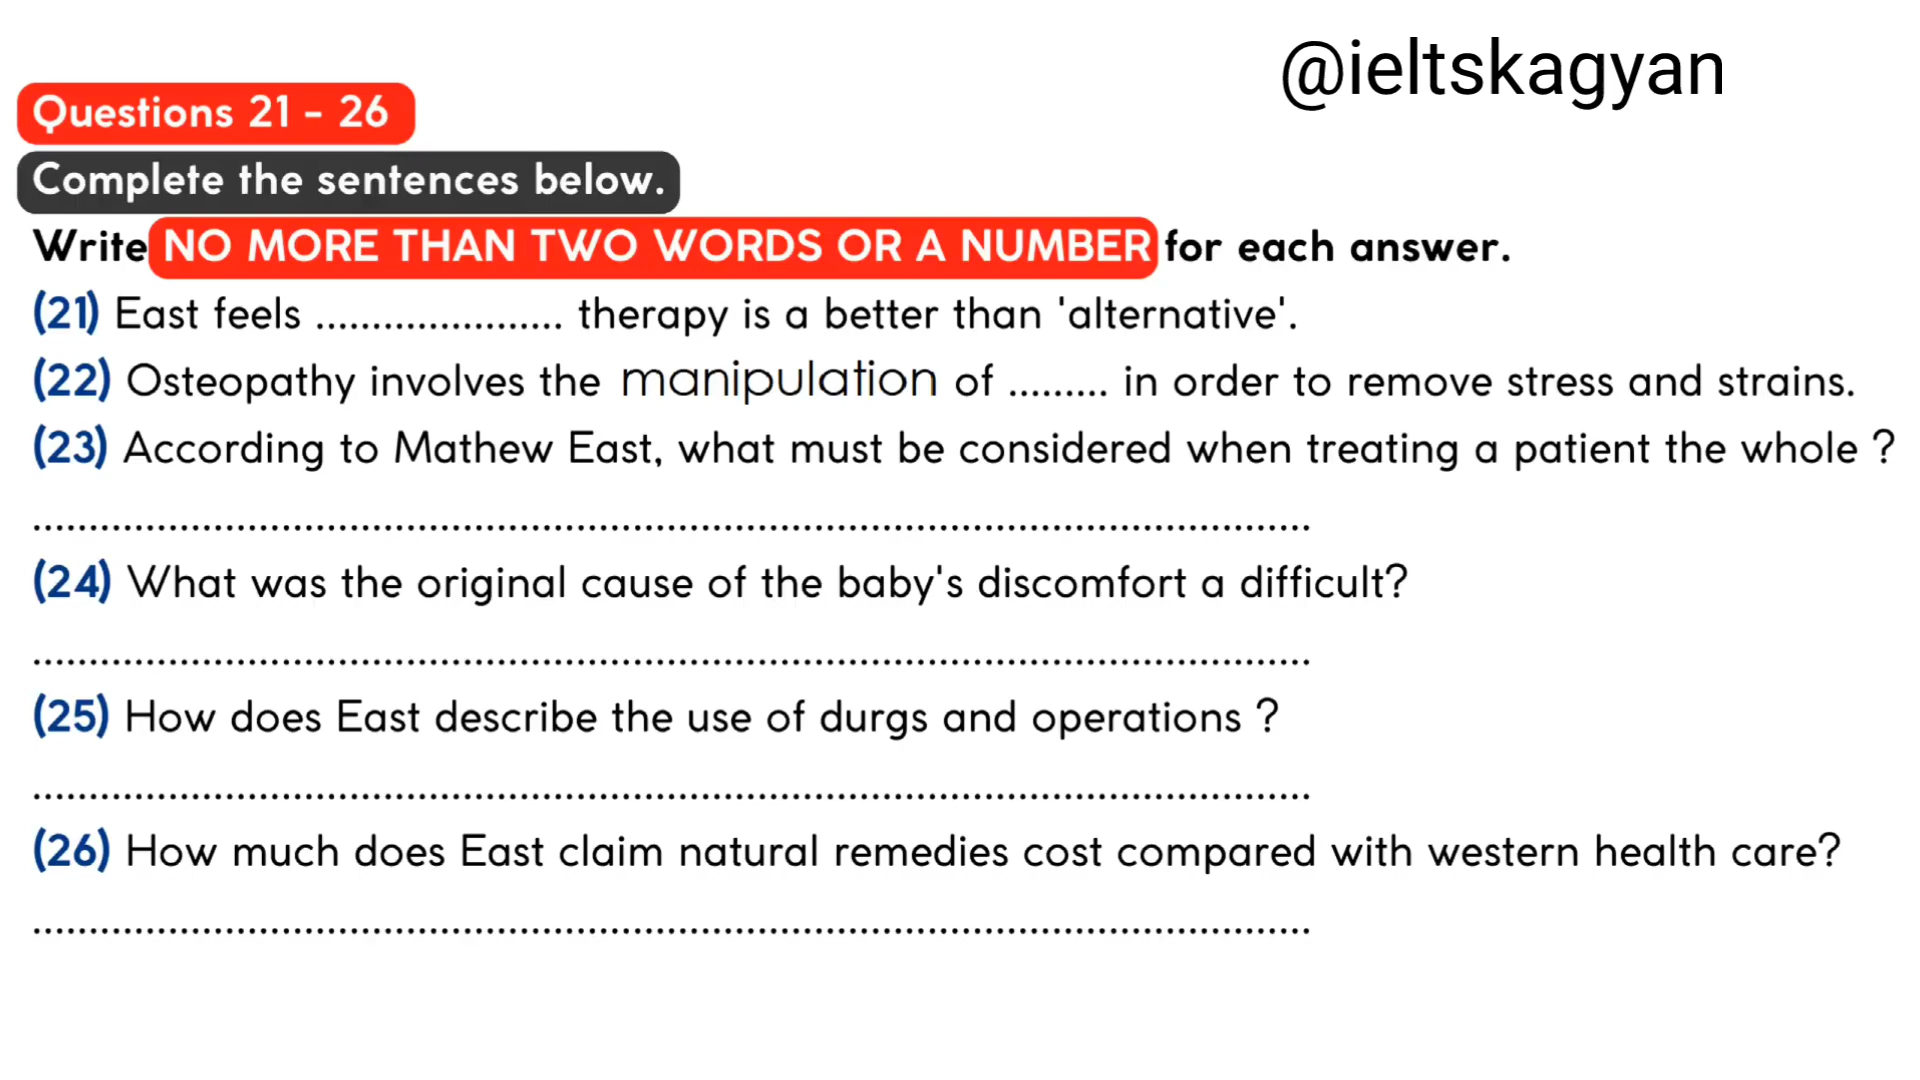 @ieltskagyan
Questions 21 - 26
Complete the sentences below.
Write NO MORE THAN TWO WORDS OR A NUMBER for each answer.
(21) East feels ...................... therapy is a better than 'alternative'.
(22) Osteopathy involves the manipulation of ......... in order to remove stress and strains.
(23) According to Mathew East, what must be considered when treating a patient the whole ?
..................................................................................................................
(24) What was the original cause of the baby's discomfort a difficult?
..................................................................................................................
(25) How does East describe the use of durgs and operations ?
..................................................................................................................
(26) How much does East claim natural remedies cost compared with western health care?
..................................................................................................................